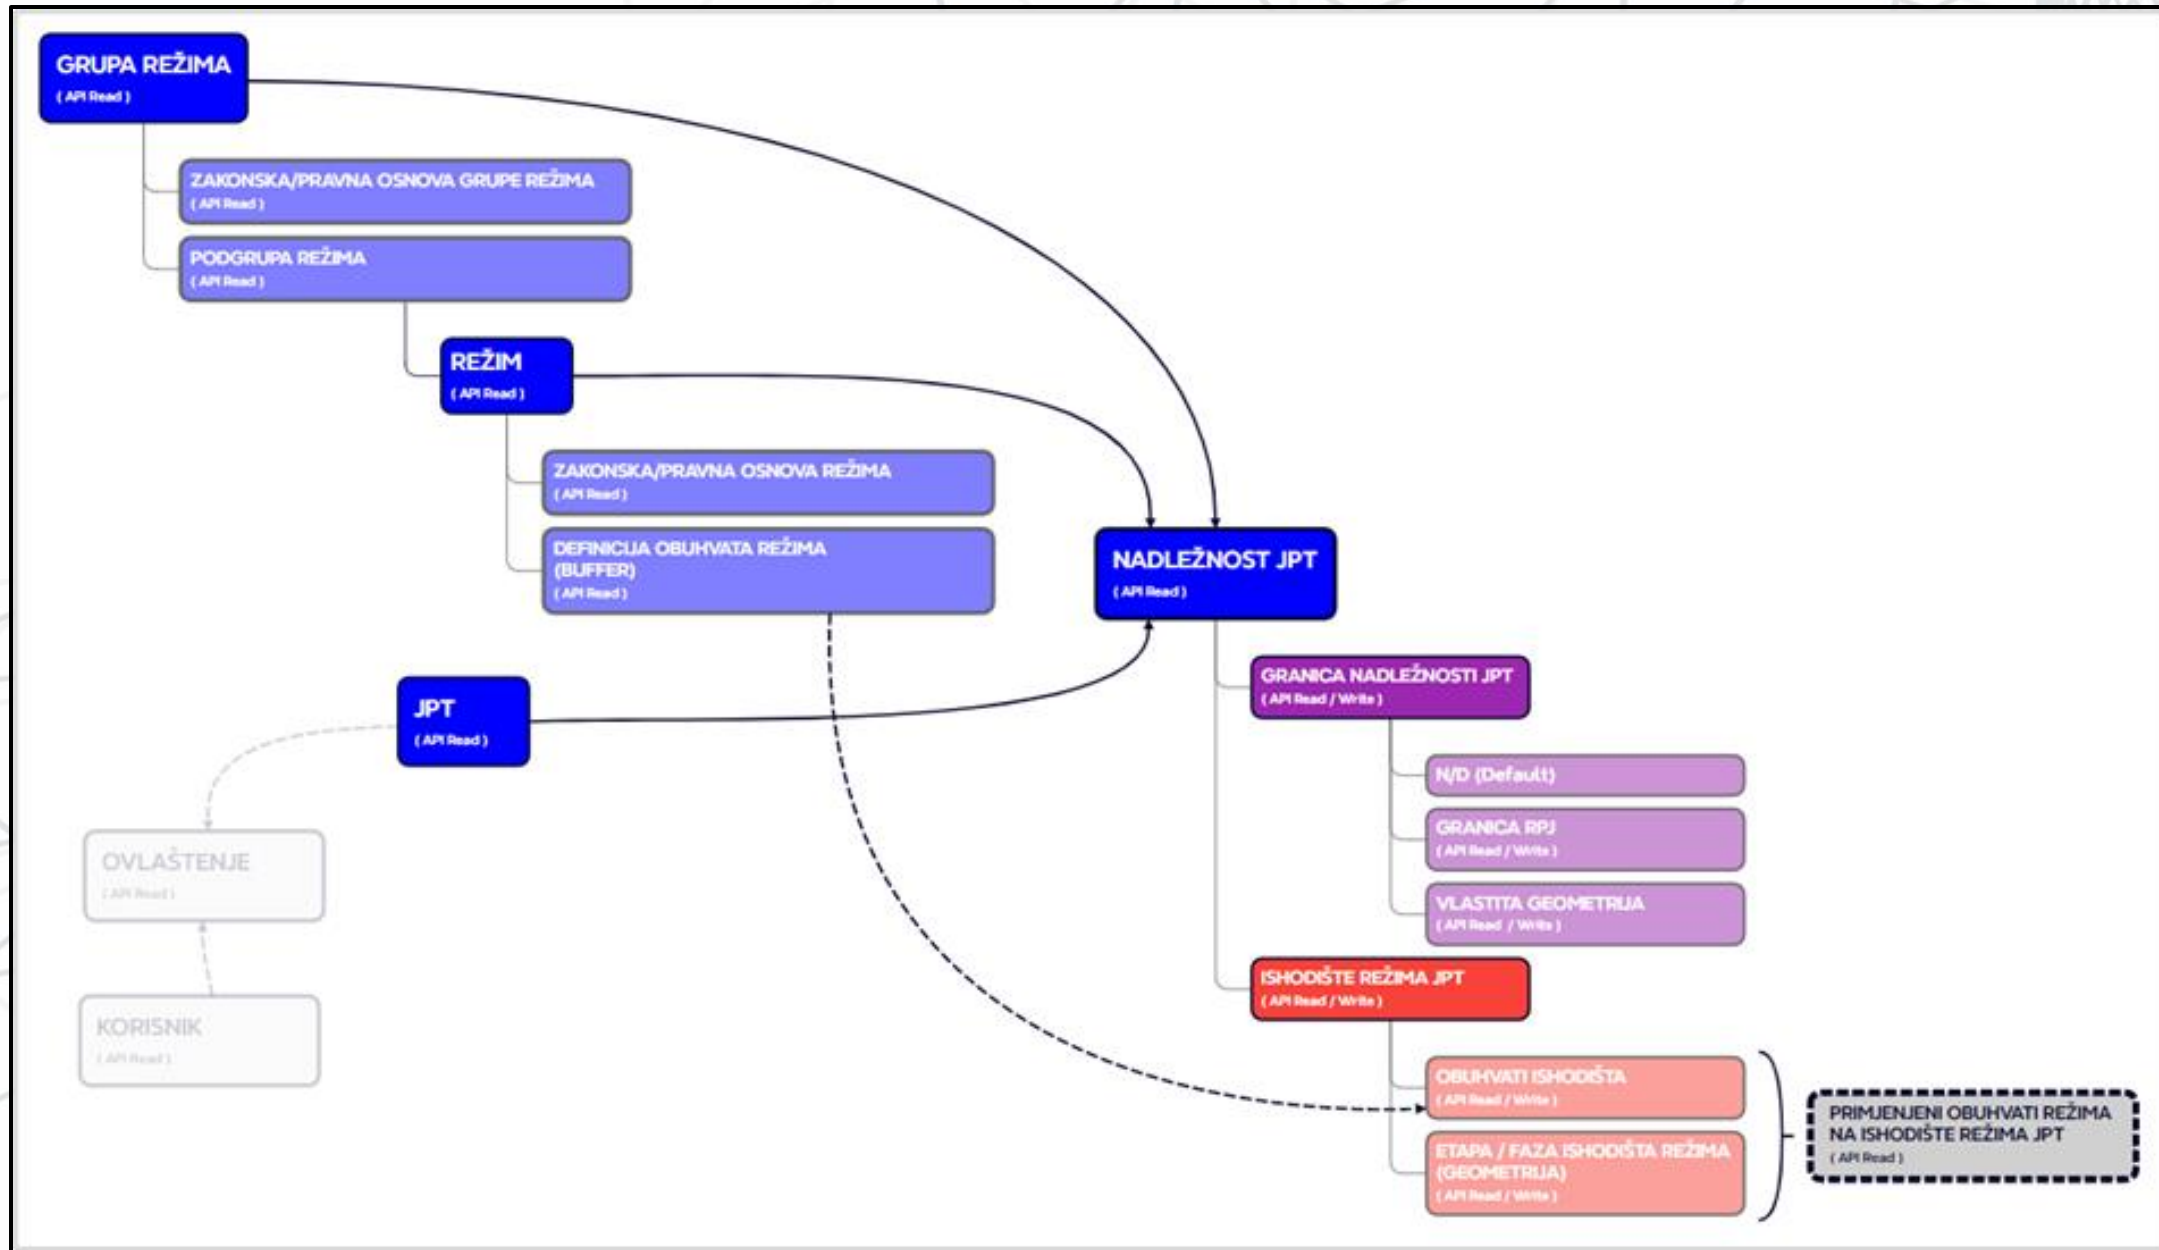 GRUPA REŽIMA
( API Read )
ZAKONSKA/PRAVNA OSNOVA GRUPE REŽIMA
( API Read )
PODGRUPA REŽIMA
( API Read )
REŽIM
( API Read )
ZAKONSKA/PRAVNA OSNOVA REŽIMA
( API Read )
DEFINICIJA OBUHVATA REŽIMA
(BUFFER)
( API Read )
NADLEŽNOST JPT
( API Read )
JPT
( API Read )
OVLAŠTENJE
( API Read )
KORISNIK
( API Read )
GRANICA NADLEŽNOSTI JPT
( API Read / Write )
N/D (Default)
GRANICA RPJ
( API Read / Write )
VLASTITA GEOMETRIJA
( API Read / Write )
ISHODIŠTE REŽIMA JPT
( API Read / Write )
OBUHVATI ISHODIŠTA
( API Read / Write )
ETAPA / FAZA ISHODIŠTA REŽIMA
(GEOMETRIJA)
( API Read / Write )
PRIMJENJENI OBUHVATI REŽIMA
NA ISHODIŠTE REŽIMA JPT
( API Read )